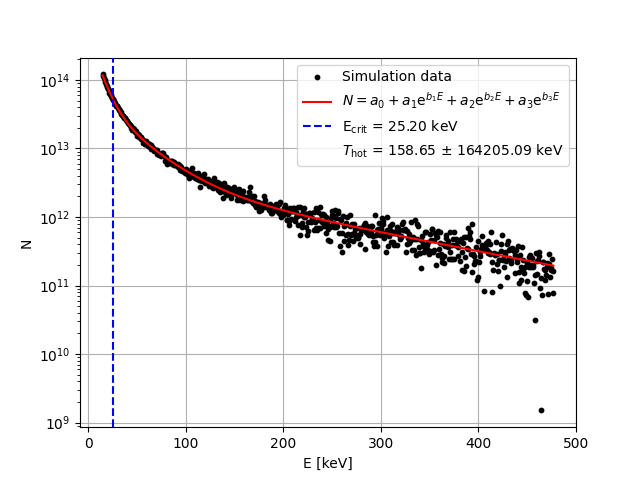 Simulation data
N = a₀ + a₁e^{b₁E} + a₂e^{b₂E} + a₃e^{b₃E}
E_crit = 25.20 keV
T_hot = 158.65 ± 164205.09 keV
10¹⁴
10¹³
10¹²
10¹¹
10¹⁰
10⁹
N
0 100 200 300 400 500
E [keV]